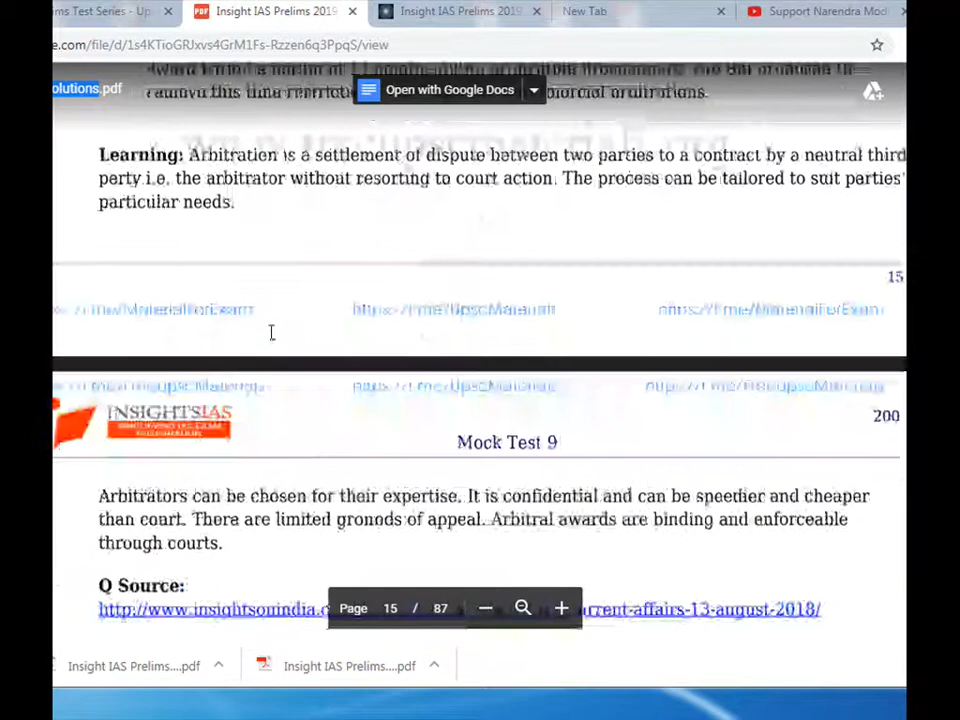 ims Test Series - Up
Insight IAS Prelims 2019
Insight IAS Prelims 2019
New Tab
Support Narendra Modi
e.com/file/d/1s4KTioGRJxvs4GrM1Fs-Rzzen6q3PpqS/view
olutions.pdf
Open with Google Docs
Learning: Arbitration is a settlement of dispute between two parties to a contract by a neutral third
party i.e. the arbitrator without resorting to court action. The process can be tailored to suit parties'
particular needs.
15
INSIGHTSIAS
200
Mock Test 9
Arbitrators can be chosen for their expertise. It is confidential and can be speedier and cheaper
than court. There are limited gronods of appeal. Arbitral awards are binding and enforceable
through courts.
Q Source:
http://www.insightsonindia.c rrent-affairs-13-august-2018/
Page 15 / 87
Insight IAS Prelims....pdf
Insight IAS Prelims....pdf